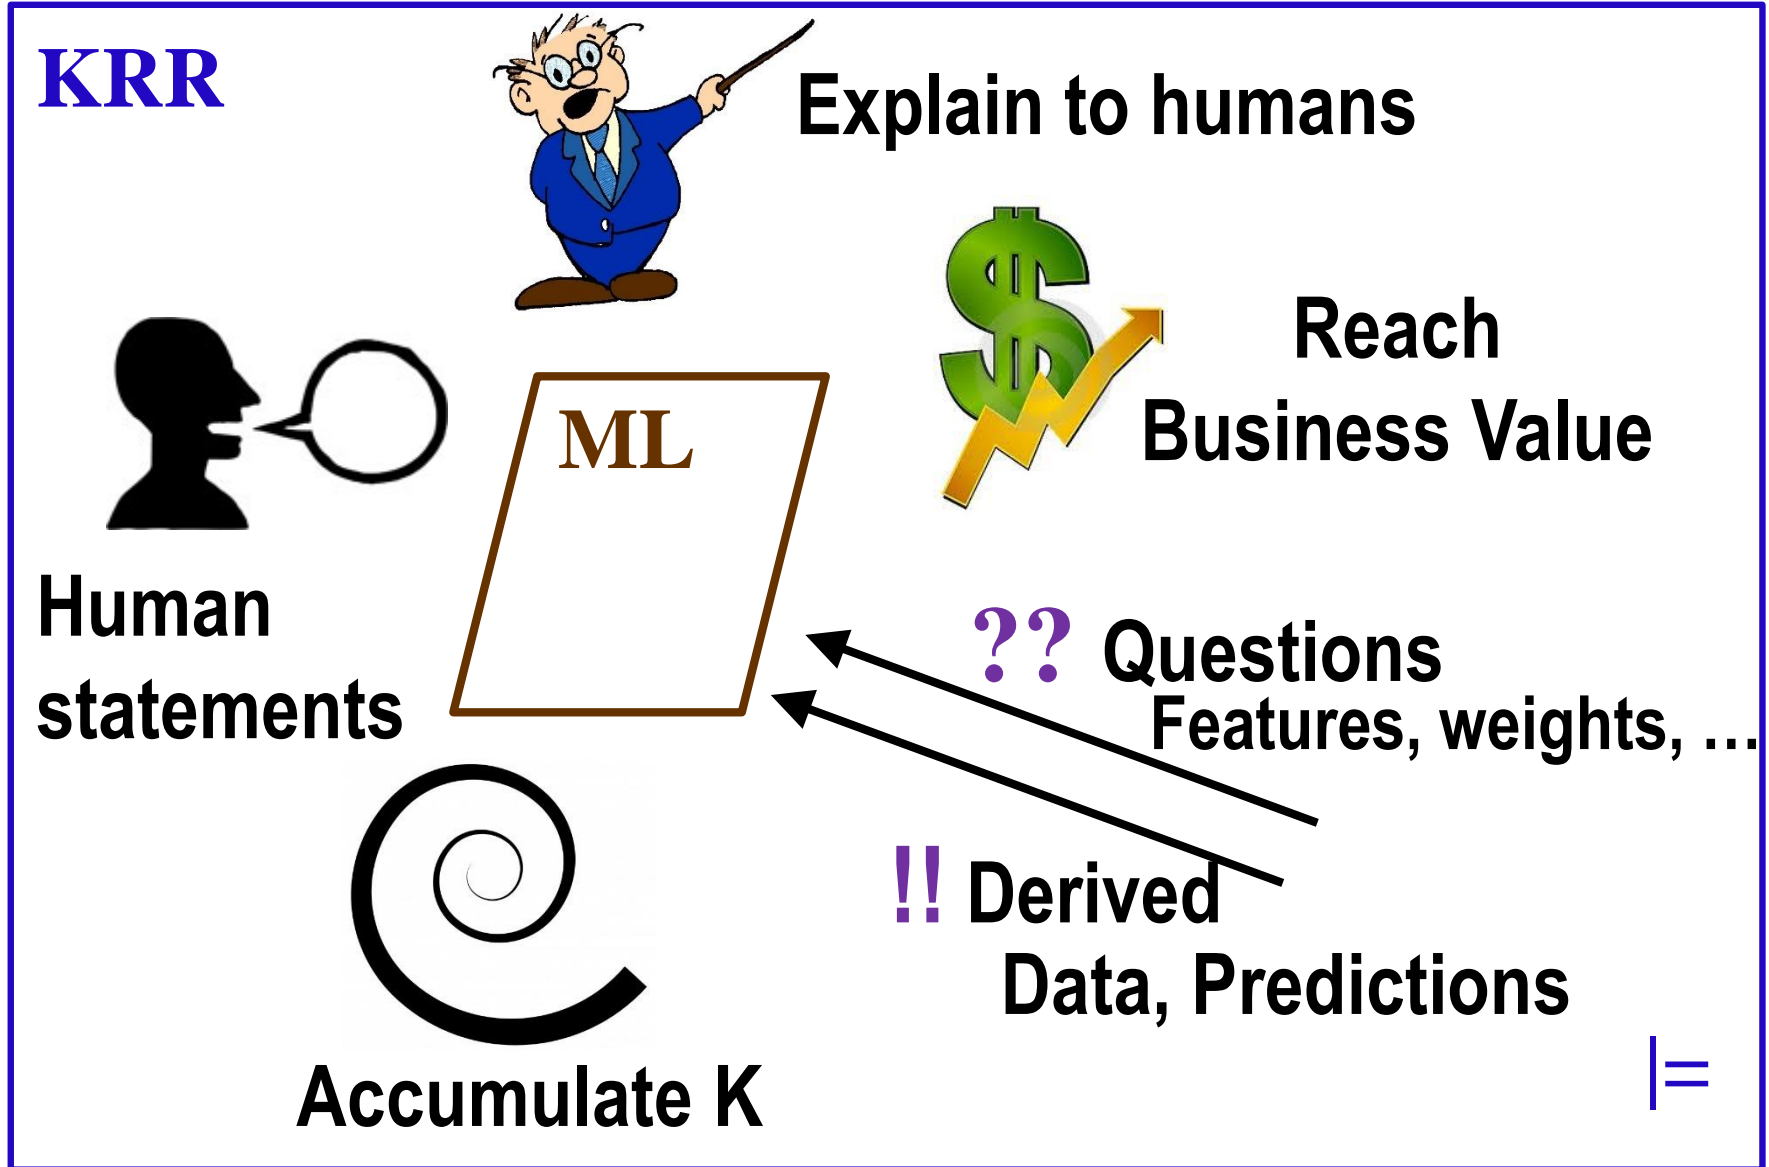 KRR
Explain to humans
Reach
Business Value
ML
Human
statements
?? Questions
Features, weights, …
!! Derived
Data, Predictions
Accumulate K
|=